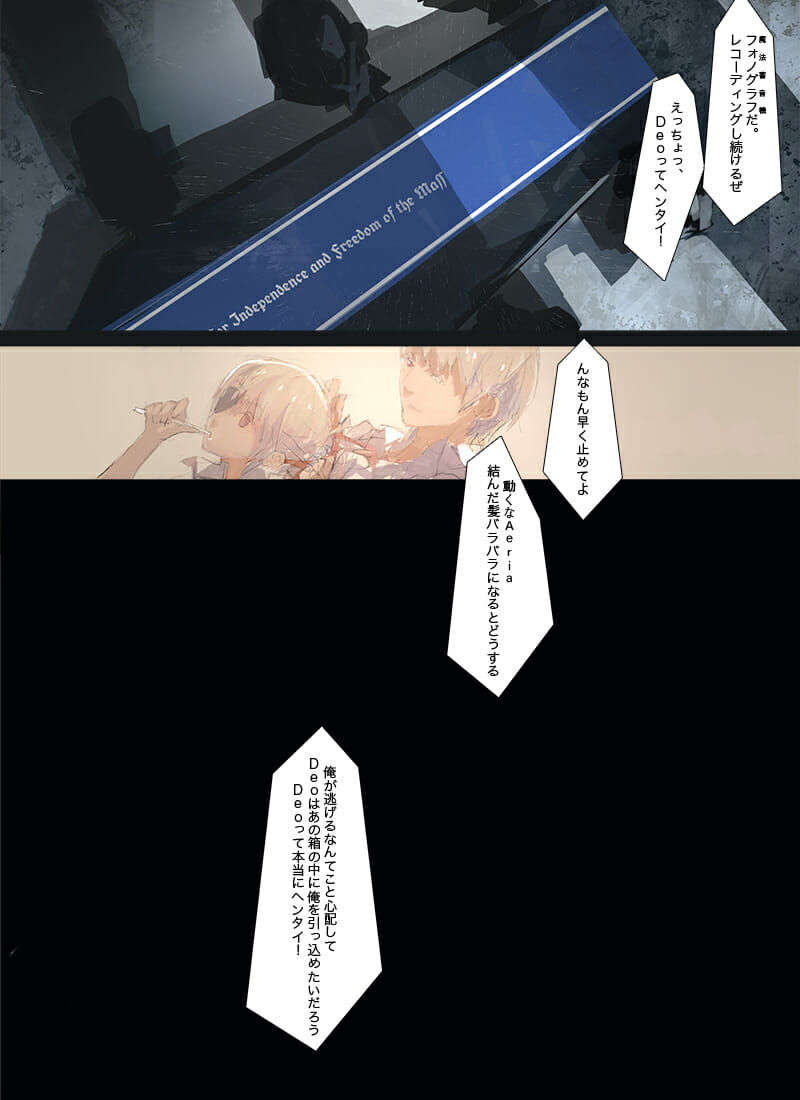 フォノグラフだ。
魔法蓄音機
レコーディングし続けるぜ
えっちょっ、
Deoってヘンタイ！
for Independence and Freedom of the Maſſ
んなもん早く止めてよ
動くなAeria
結んだ髪バラバラになるとどうする
俺が逃げるなんてこと心配して
Deoはあの箱の中に俺を引っ込めたいだろう
Deoって本当にヘンタイ！